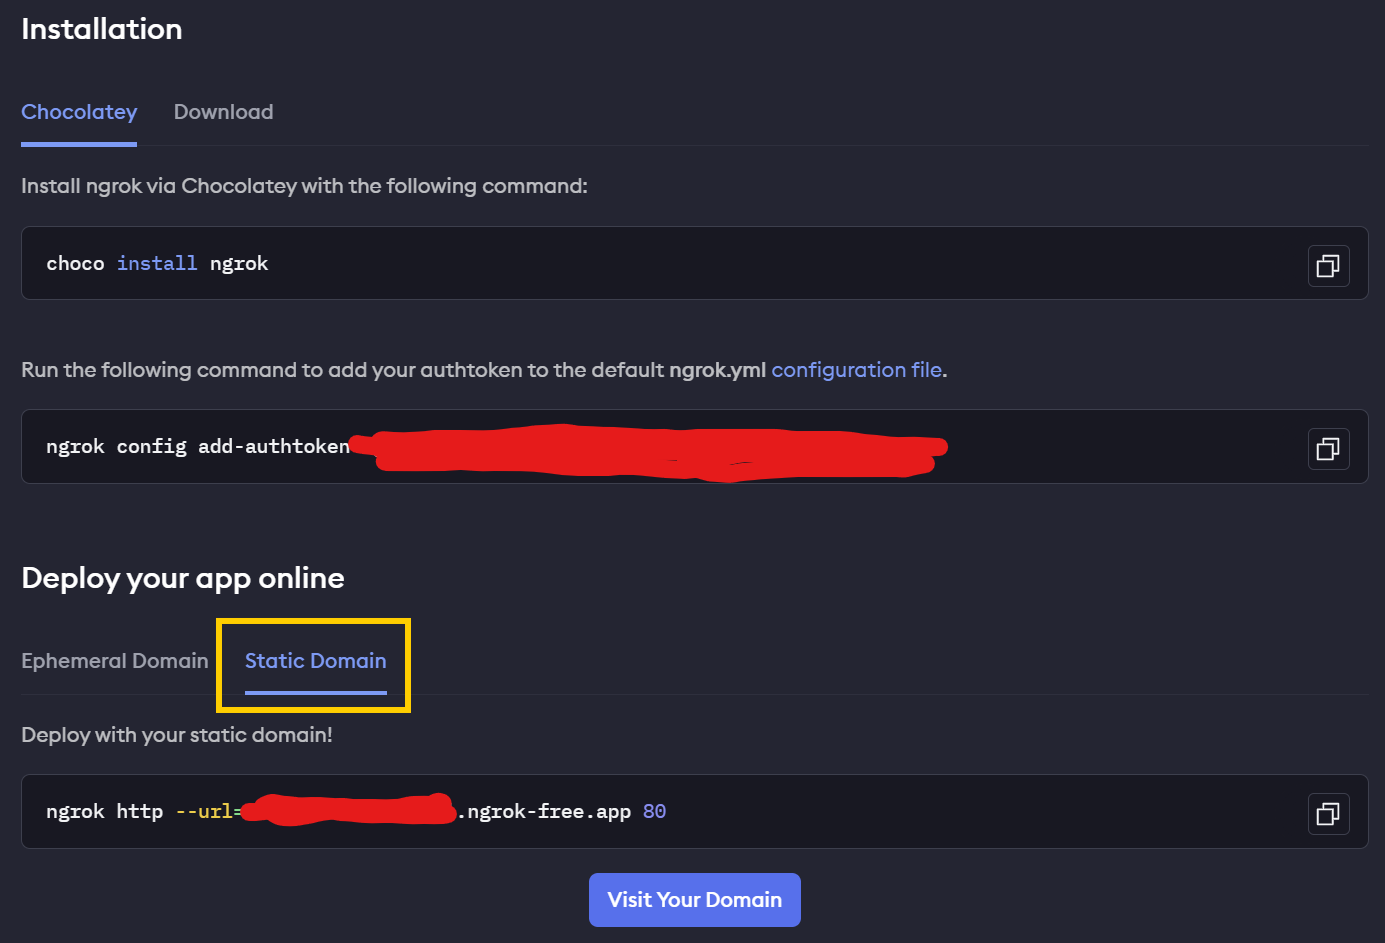 Installation
Chocolatey Download
Install ngrok via Chocolatey with the following command:
choco install ngrok
Run the following command to add your authtoken to the default ngrok.yml configuration file.
ngrok config add-authtoken
Deploy your app online
Ephemeral Domain Static Domain
Deploy with your static domain!
ngrok http --url= .ngrok-free.app 80
Visit Your Domain